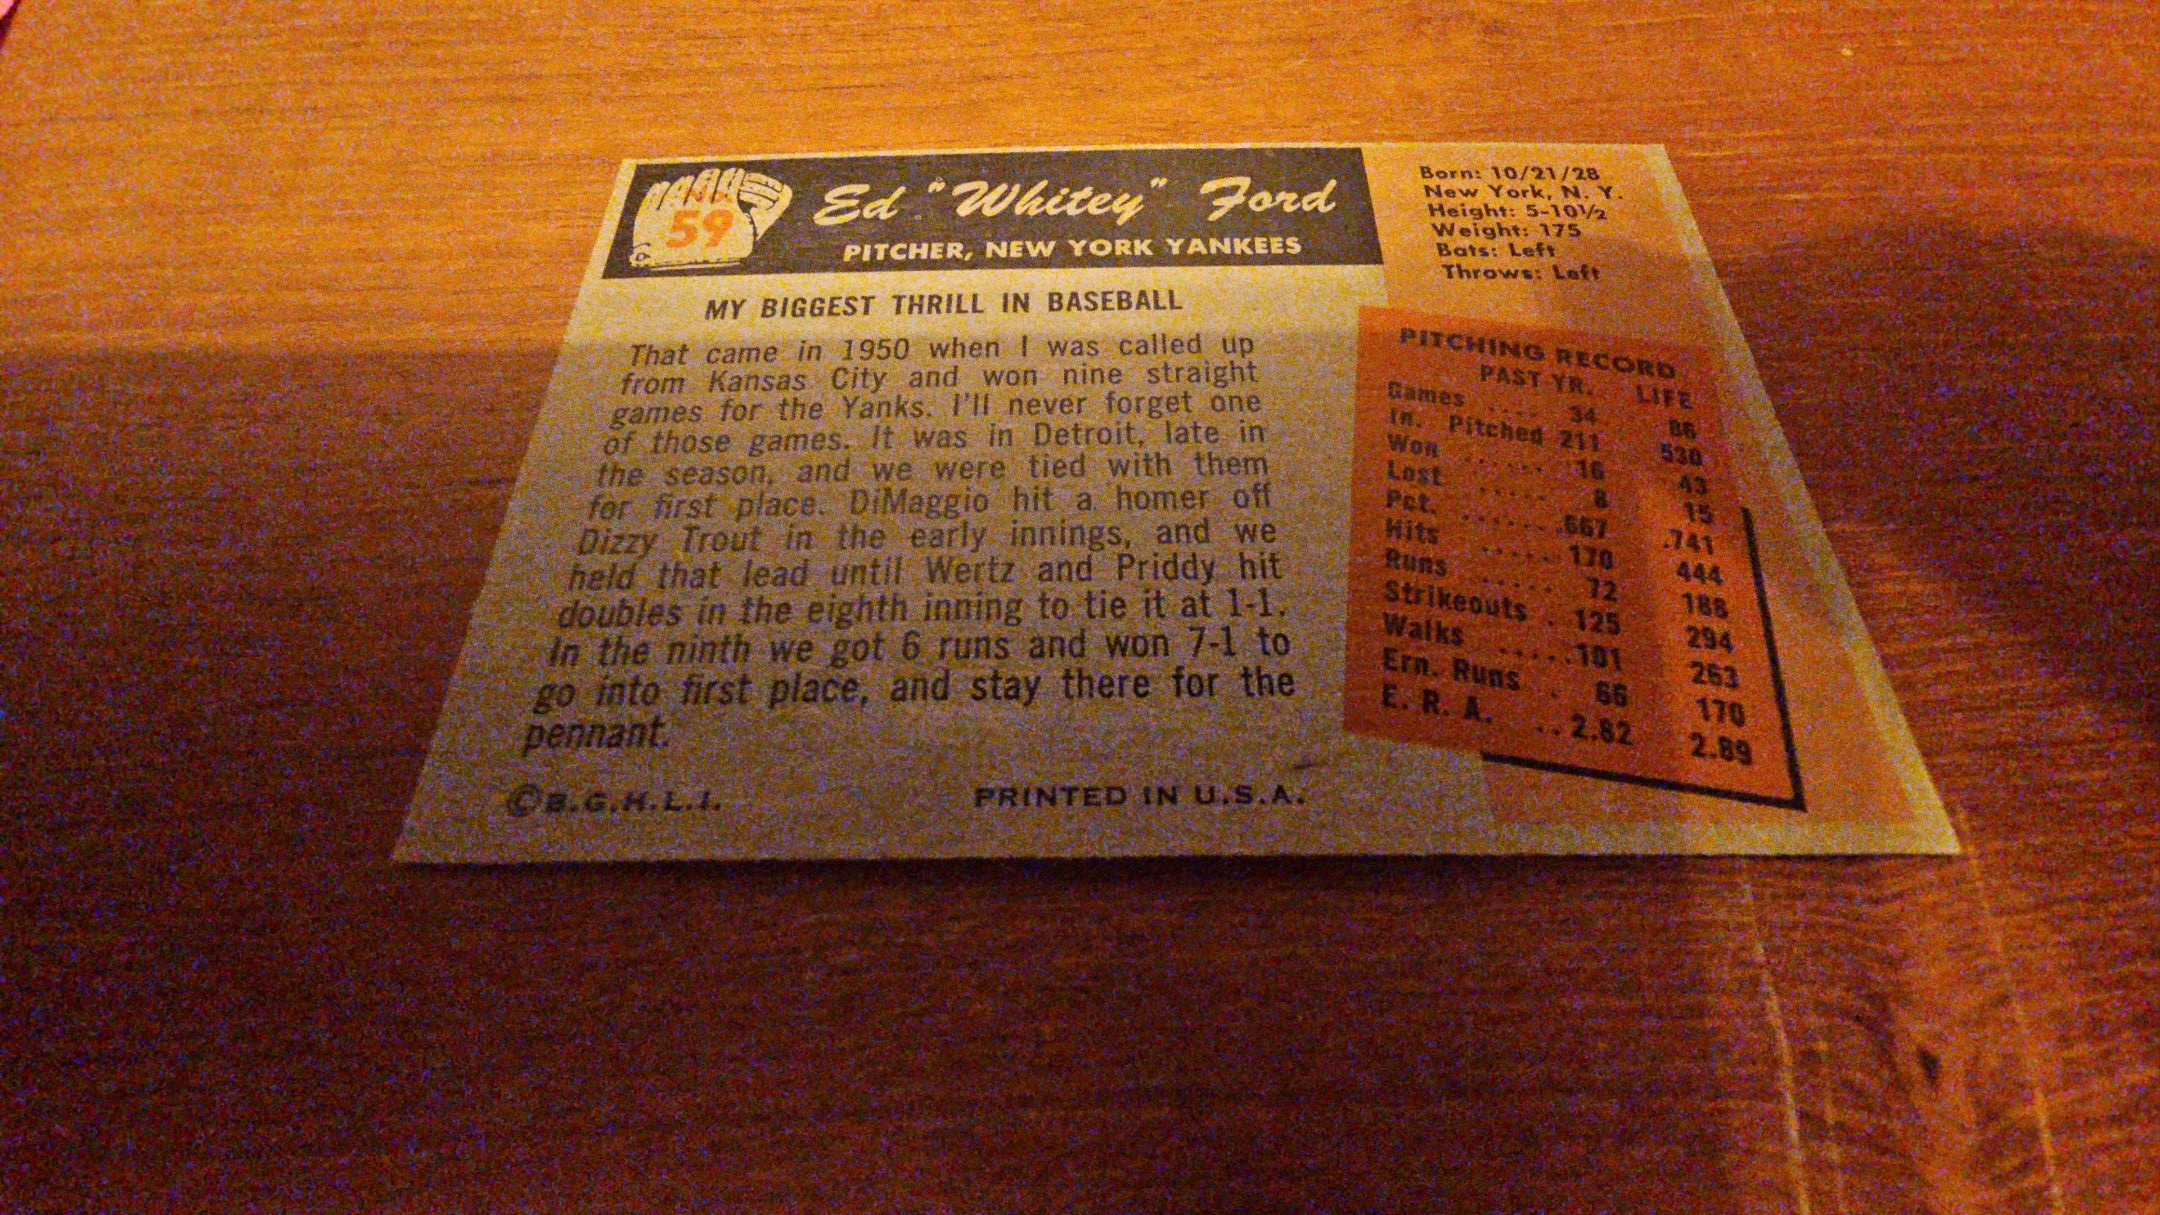 No. 59
Ed "Whitey" Ford
PITCHER, NEW YORK YANKEES
Born: 10/21/28
New York, N. Y.
Height: 5-10½
Weight: 175
Bats: Left
Throws: Left
MY BIGGEST THRILL IN BASEBALL
That came in 1950 when I was called up
from Kansas City and won nine straight
games for the Yanks. I'll never forget one
of those games. It was in Detroit, late in
the season, and we were tied with them
for first place. DiMaggio hit a homer off
Dizzy Trout in the early innings, and we
held that lead until Wertz and Priddy hit
doubles in the eighth inning to tie it at 1-1.
In the ninth we got 6 runs and won 7-1 to
go into first place, and stay there for the
pennant.
PITCHING RECORD
PAST YR. LIFE
Games .... 34 86
In. Pitched 211 530
Won ...... 16 43
Lost ..... 8 15
Pct. .......667 .741
Hits ..... 170 444
Runs ..... 72 188
Strikeouts . 125 294
Walks .....101 263
Ern. Runs . 66 170
E. R. A. ..2.82 2.89
©B.G.H.L.I.
PRINTED IN U.S.A.